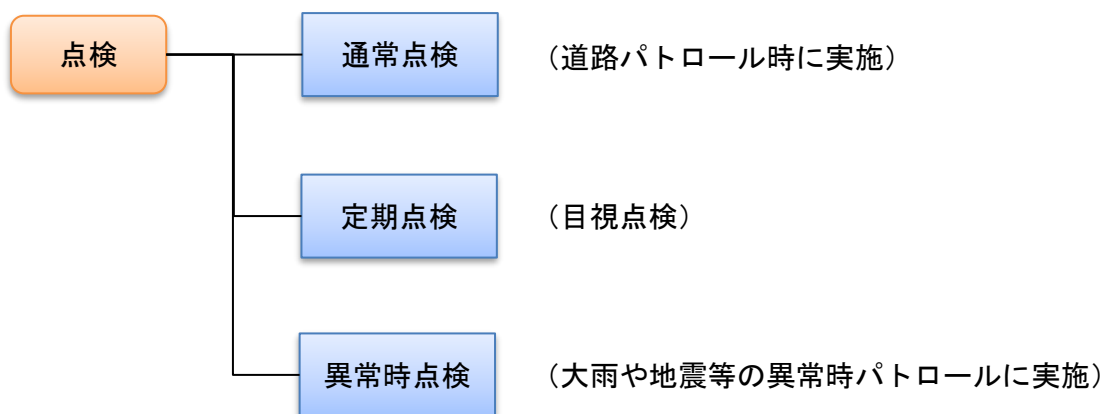 点検
通常点検 (道路パトロール時に実施)
定期点検 (目視点検)
異常時点検 (大雨や地震等の異常時パトロールに実施)